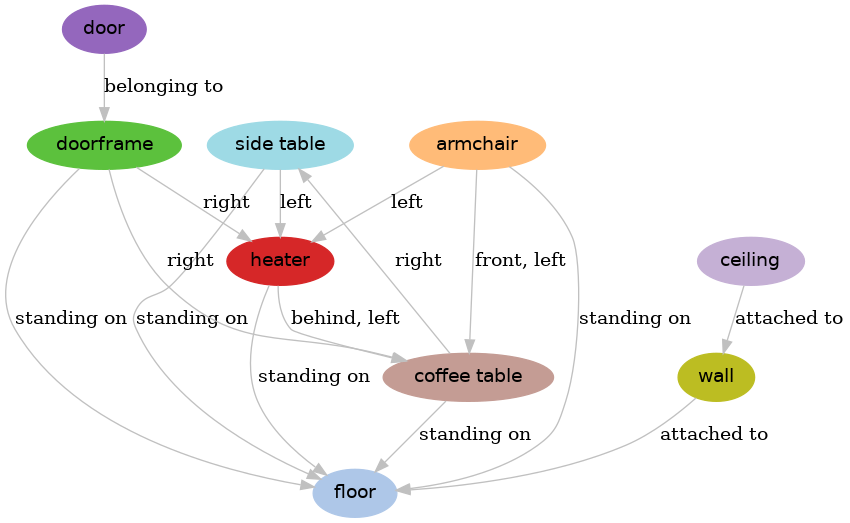 door
belonging to
doorframe
side table
armchair
right
left
left
right
heater
right
front, left
ceiling
standing on
standing on
behind, left
standing on
attached to
standing on
coffee table
wall
standing on
attached to
floor